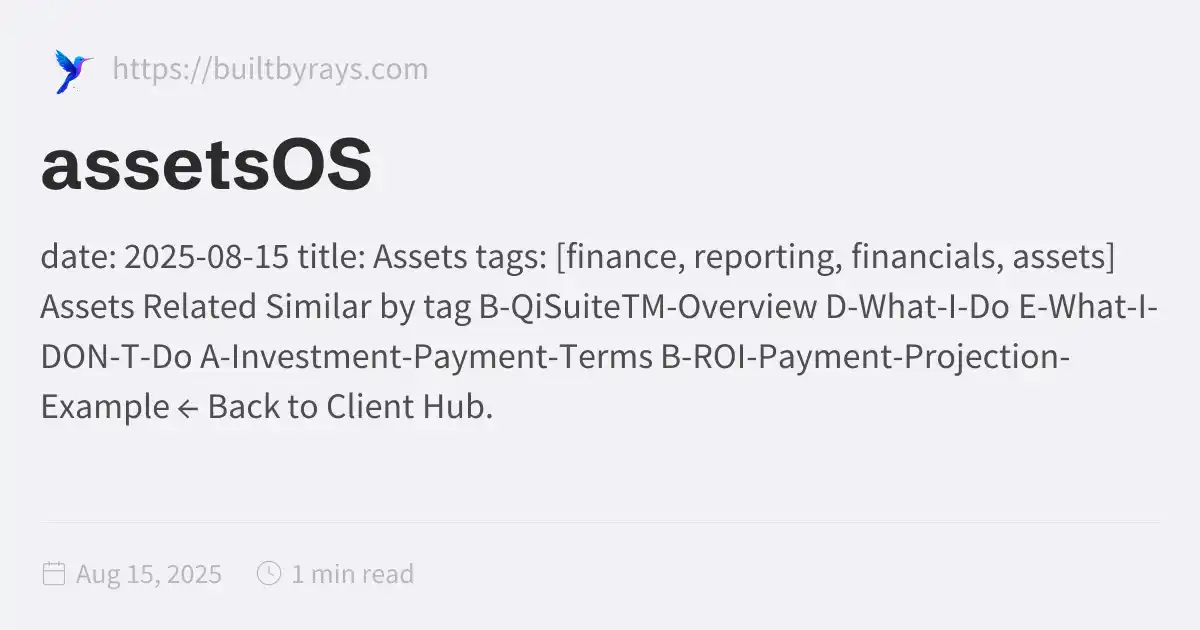 https://builtbyrays.com
assetsOS
date: 2025-08-15 title: Assets tags: [finance, reporting, financials, assets]
Assets Related Similar by tag B-QiSuiteTM-Overview D-What-I-Do E-What-I-
DON-T-Do A-Investment-Payment-Terms B-ROI-Payment-Projection-
Example ← Back to Client Hub.
Aug 15, 2025 1 min read